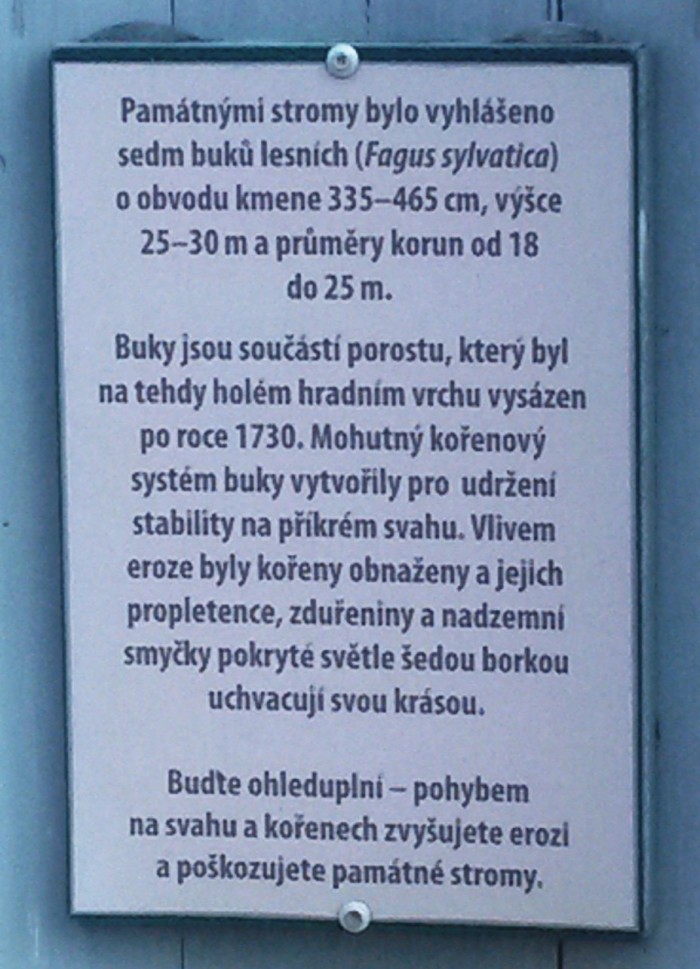 Památnými stromy bylo vyhlášeno
sedm buků lesních (Fagus sylvatica)
o obvodu kmene 335–465 cm, výšce
25–30 m a průměry korun od 18
do 25 m.
Buky jsou součástí porostu, který byl
na tehdy holém hradním vrchu vysázen
po roce 1730. Mohutný kořenový
systém buky vytvořily pro udržení
stability na příkrém svahu. Vlivem
eroze byly kořeny obnaženy a jejich
propletence, zduřeniny a nadzemní
smyčky pokryté světle šedou borkou
uchvacují svou krásou.
Buďte ohleduplní – pohybem
na svahu a kořenech zvyšujete erozi
a poškozujete památné stromy.